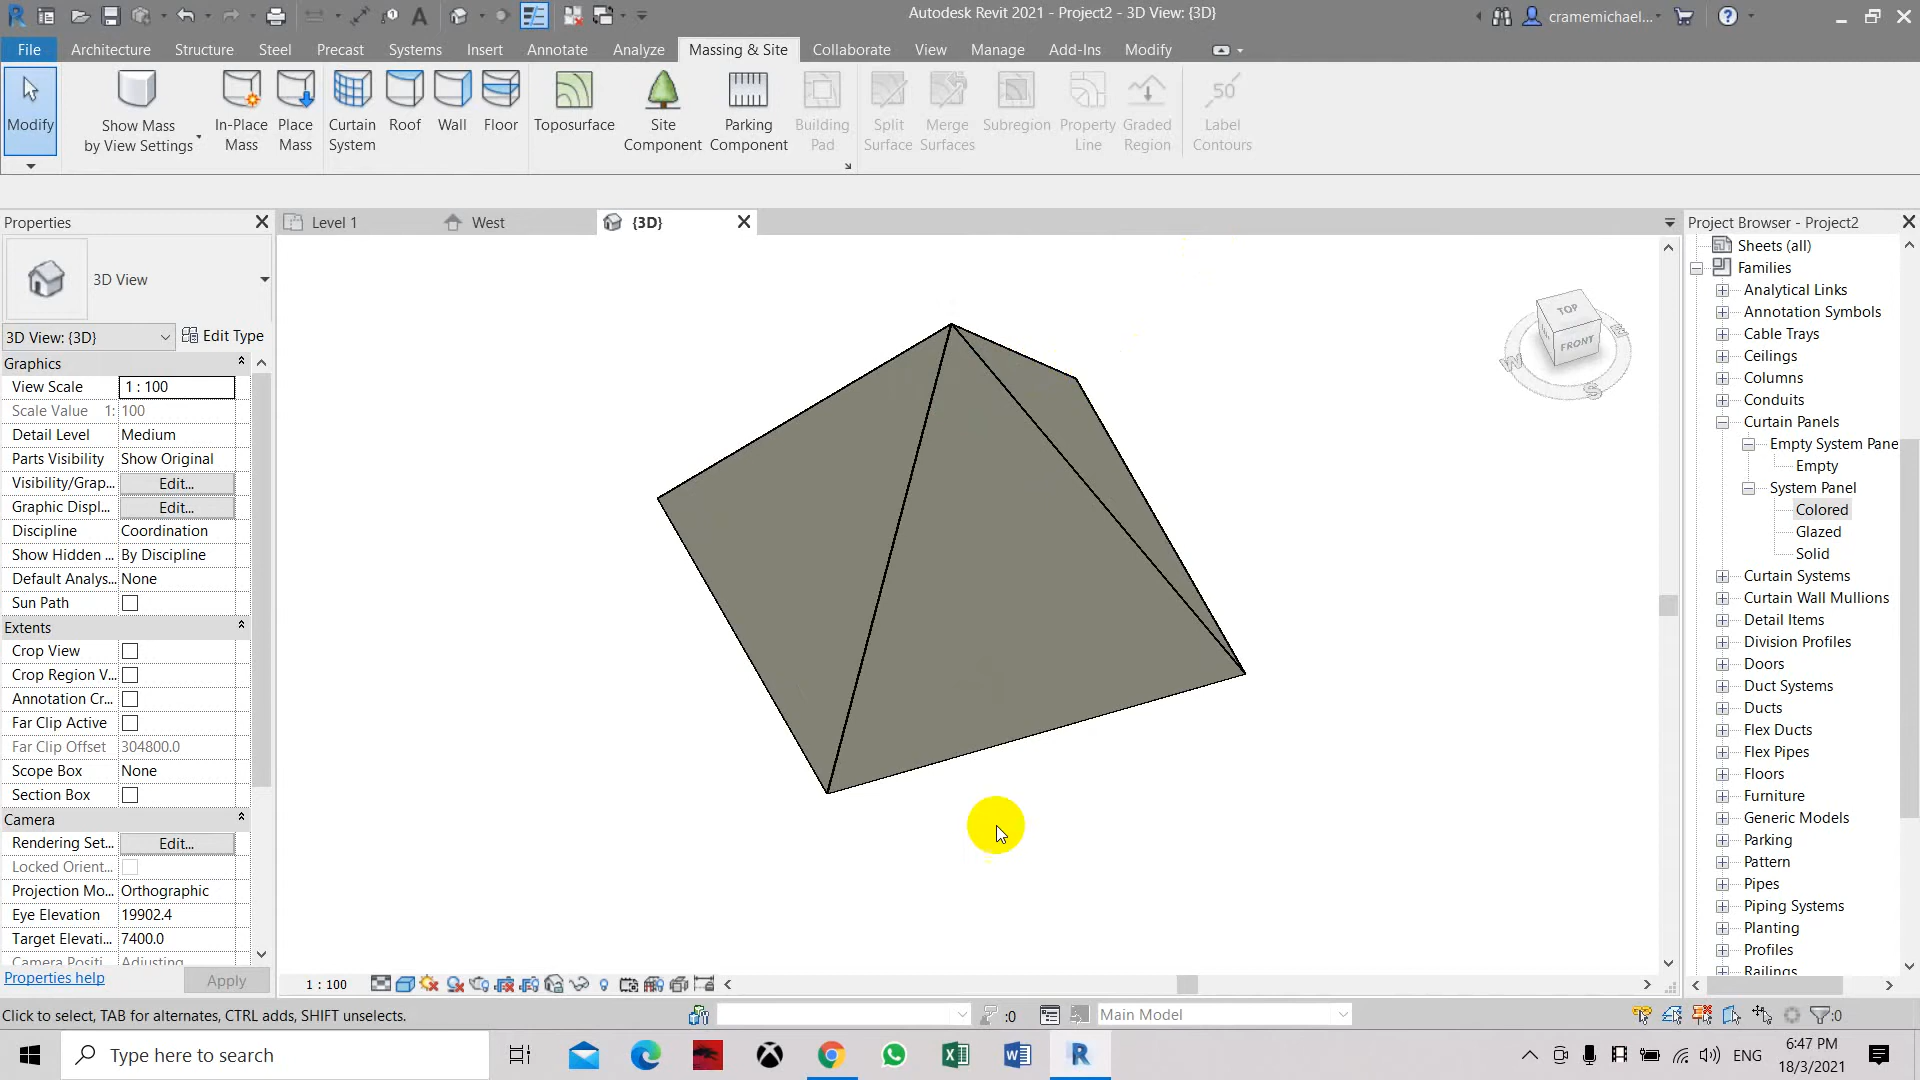 Autodesk Revit 2021 - Project2 - 3D View: {3D}
cramemichael...
File Architecture Structure Steel Precast Systems Insert Annotate Analyze Massing & Site Collaborate View Manage Add-Ins Modify
Modify
Show Mass
by View Settings
In-Place
Mass
Place
Mass
Curtain
System
Roof
Wall
Floor
Toposurface
Site
Component
Parking
Component
Building
Pad
Split
Surface
Merge
Surfaces
Subregion
Property
Line
Graded
Region
50
Label
Contours
Properties
3D View
3D View: {3D}
Edit Type
Graphics
View Scale 1 : 100
Scale Value 1: 100
Detail Level Medium
Parts Visibility Show Original
Visibility/Grap... Edit...
Graphic Displ... Edit...
Discipline Coordination
Show Hidden ... By Discipline
Default Analys... None
Sun Path
Extents
Crop View
Crop Region V...
Annotation Cr...
Far Clip Active
Far Clip Offset 304800.0
Scope Box None
Section Box
Camera
Rendering Set... Edit...
Locked Orient...
Projection Mo... Orthographic
Eye Elevation 19902.4
Target Elevati... 7400.0
Camera Positi... Adjusting
Properties help
Apply
Level 1
West
{3D}
TOP
FRONT
W
S
E
1 : 100
Project Browser - Project2
Sheets (all)
Families
Analytical Links
Annotation Symbols
Cable Trays
Ceilings
Columns
Conduits
Curtain Panels
Empty System Pane
Empty
System Panel
Colored
Glazed
Solid
Curtain Systems
Curtain Wall Mullions
Detail Items
Division Profiles
Doors
Duct Systems
Ducts
Flex Ducts
Flex Pipes
Floors
Furniture
Generic Models
Parking
Pattern
Pipes
Piping Systems
Planting
Profiles
Railings
Click to select, TAB for alternates, CTRL adds, SHIFT unselects.
:0
Main Model
:0
Type here to search
ENG
6:47 PM
18/3/2021